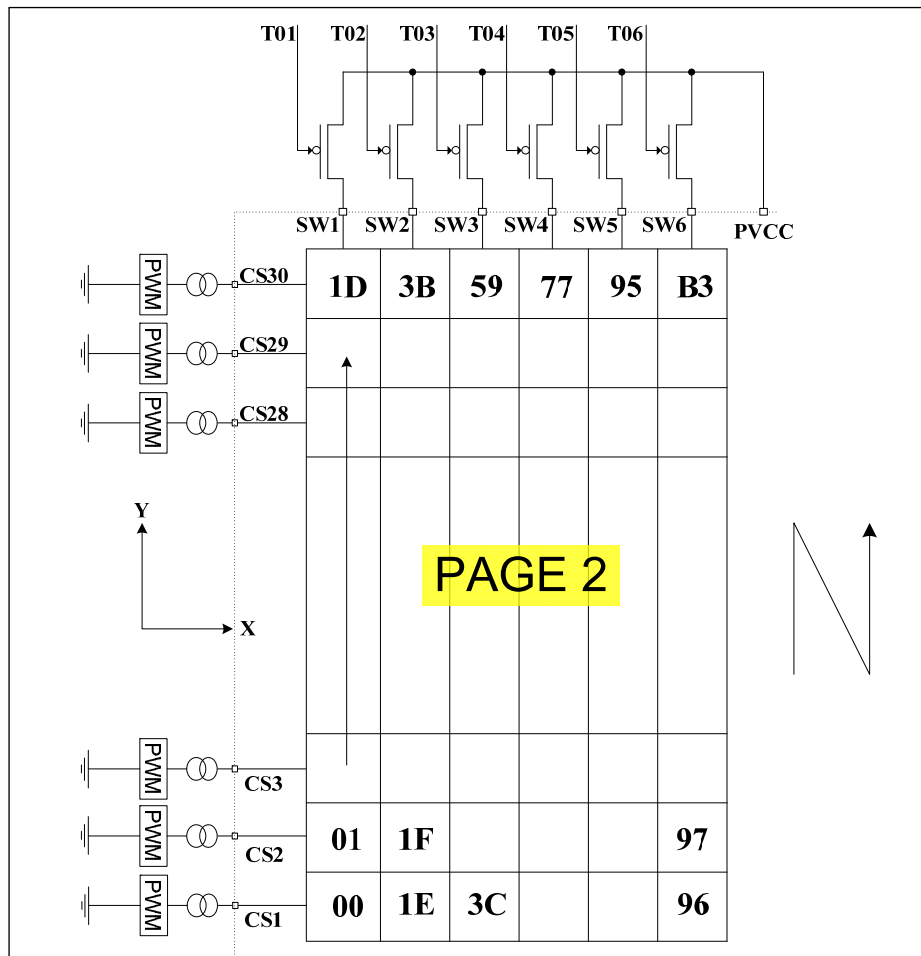 T01 T02 T03 T04 T05 T06
SW1 SW2 SW3 SW4 SW5 SW6 PVCC
PWM CS30 1D 3B 59 77 95 B3
PWM CS29
PWM CS28
Y
PAGE 2
X
PWM CS3
PWM CS2 01 1F 97
PWM CS1 00 1E 3C 96